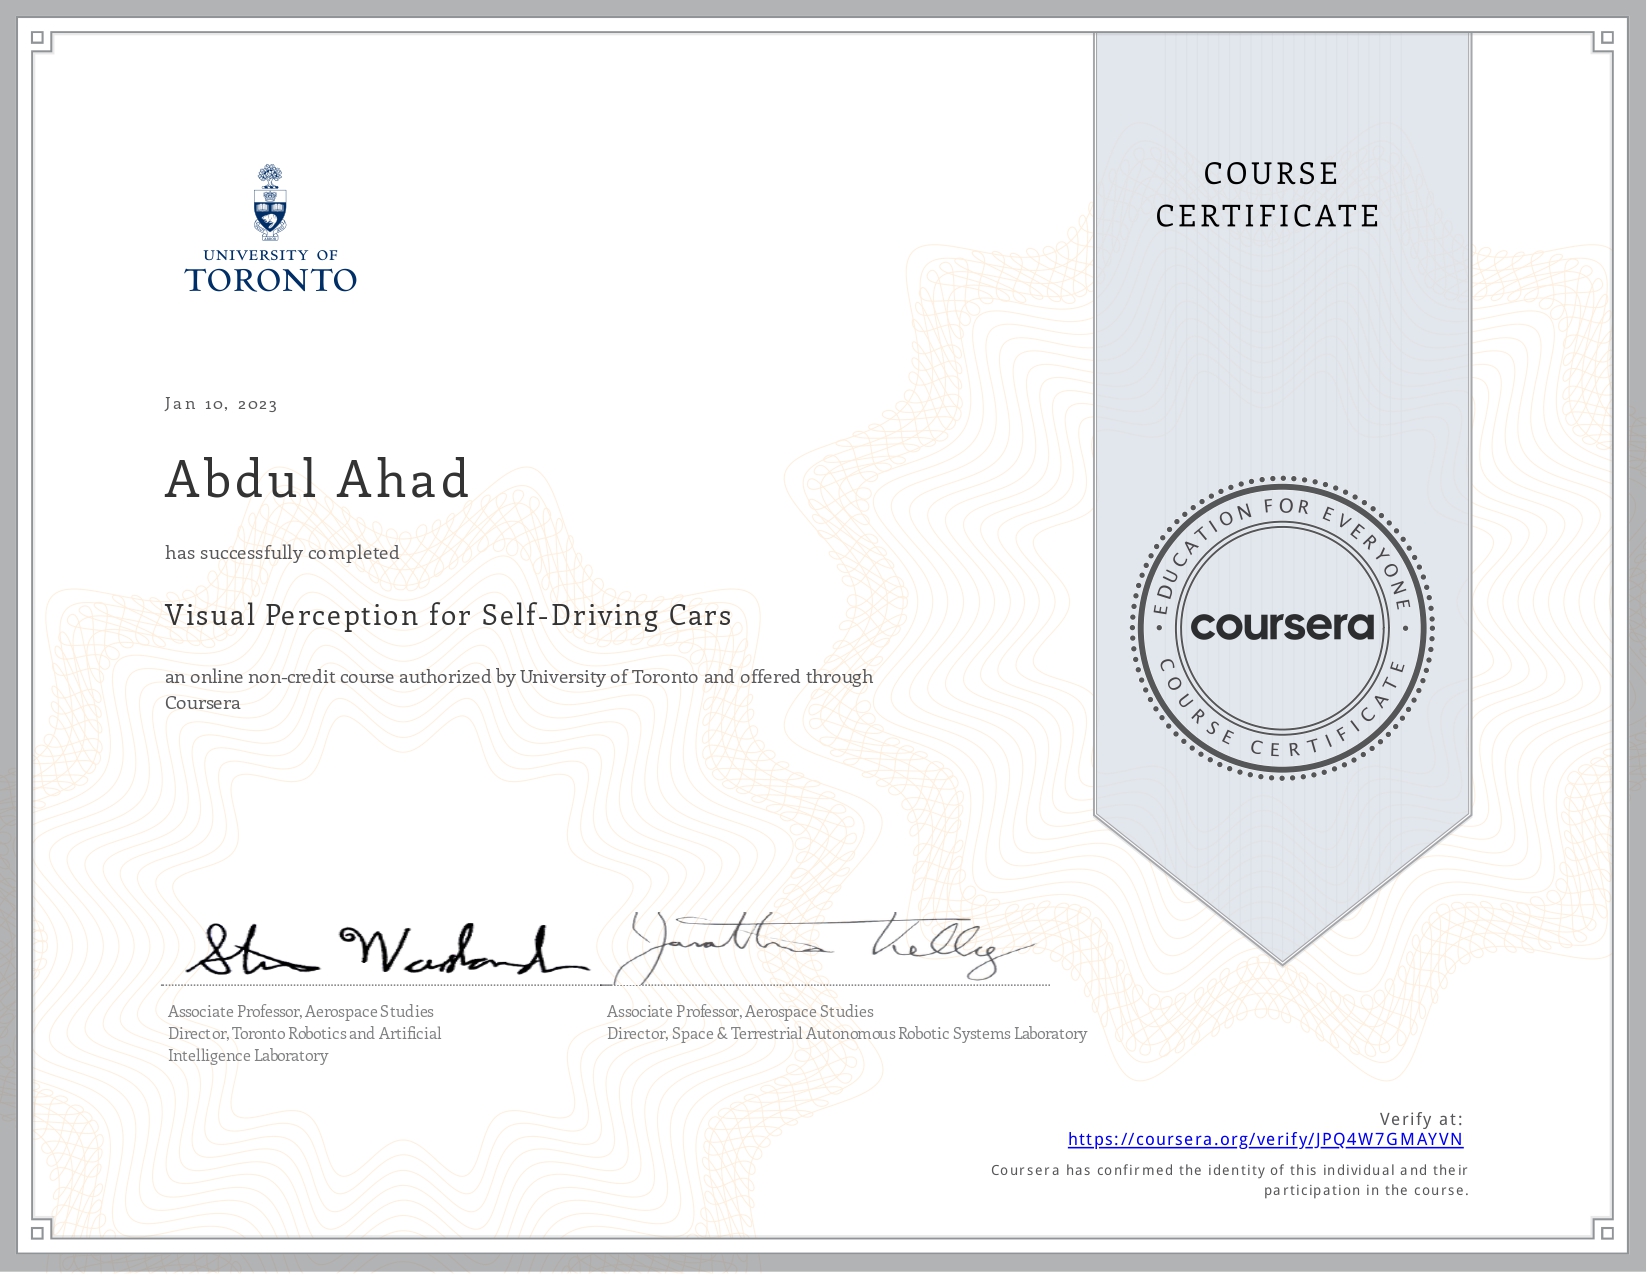 UNIVERSITY OF
TORONTO
COURSE
CERTIFICATE
Jan 10, 2023
Abdul Ahad
has successfully completed
Visual Perception for Self-Driving Cars
an online non-credit course authorized by University of Toronto and offered through
Coursera
EDUCATION FOR EVERYONE
coursera
COURSE CERTIFICATE
Jonathan Kelly
Associate Professor, Aerospace Studies
Director, Toronto Robotics and Artificial
Intelligence Laboratory
Associate Professor, Aerospace Studies
Director, Space & Terrestrial Autonomous Robotic Systems Laboratory
Verify at:
https://coursera.org/verify/JPQ4W7GMAYVN
Coursera has confirmed the identity of this individual and their
participation in the course.